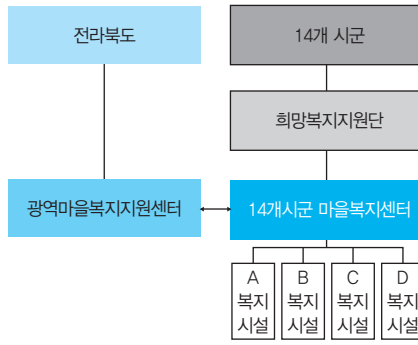 전라북도
14개 시군
희망복지지원단
광역마을복지지원센터
14개시군 마을복지센터
A
복지
시설
B
복지
시설
C
복지
시설
D
복지
시설